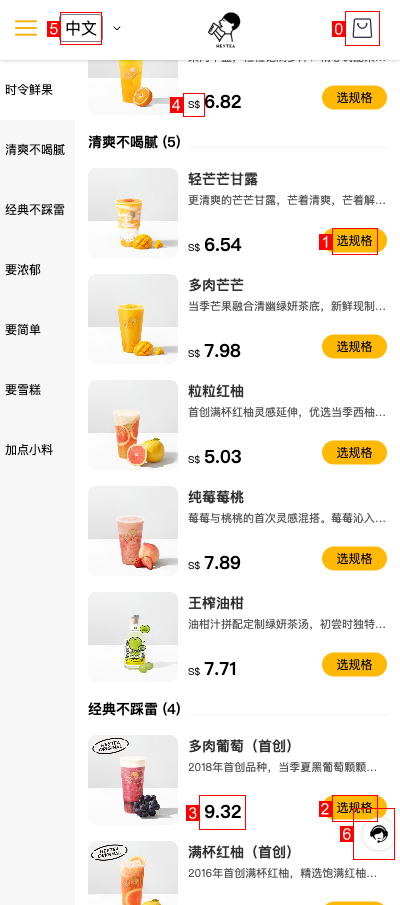 5
中文
HEYTEA
0
时令鲜果
4
S$ 6.82
选规格
清爽不喝腻 (5)
清爽不喝腻
经典不踩雷
要浓郁
要简单
要雪糕
加点小料
轻芒芒甘露
更清爽的芒芒甘露，芒着清爽，芒着解...
S$ 6.54
1
选规格
多肉芒芒
当季芒果融合清幽绿妍茶底，新鲜现制...
S$ 7.98
选规格
粒粒红柚
首创满杯红柚灵感延伸，优选当季西柚...
S$ 5.03
选规格
纯莓莓桃
莓莓与桃桃的首次灵感混搭。莓莓沁入...
S$ 7.89
选规格
王榨油柑
油柑汁拼配定制绿妍茶汤，初尝时独特...
S$ 7.71
选规格
经典不踩雷 (4)
HEYTEA
ORIGINAL
多肉葡萄（首创）
2018年首创品种，当季夏黑葡萄颗颗...
3
9.32
2
选规格
6
HEYTEA
ORIGINAL
满杯红柚（首创）
2016年首创满杯红柚，精选饱满红柚...